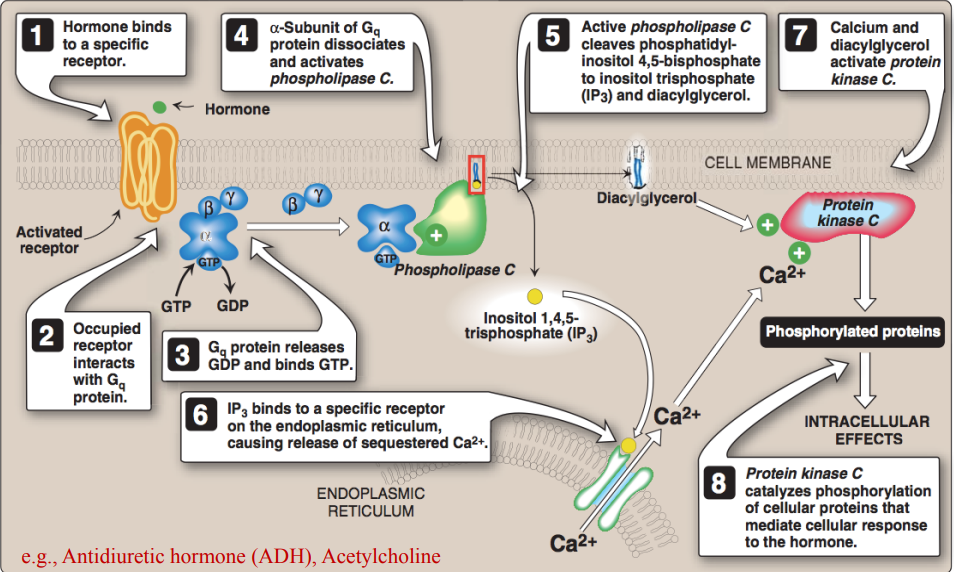 1
Hormone binds
to a specific
receptor.
4
α-Subunit of Gq
protein dissociates
and activates
phospholipase C.
5
Active phospholipase C
cleaves phosphatidyl-
inositol 4,5-bisphosphate
to inositol trisphosphate
(IP3) and diacylglycerol.
7
Calcium and
diacylglycerol
activate protein
kinase C.
Hormone
CELL MEMBRANE
Diacylglycerol
Activated
receptor
β
γ
α
GTP
GTP
GDP
β
γ
α
GTP
+
Phospholipase C
Protein
kinase C
+
+
Ca2+
Inositol 1,4,5-
trisphosphate (IP3)
2
Occupied
receptor
interacts
with Gq
protein.
3
Gq protein releases
GDP and binds GTP.
Phosphorylated proteins
6
IP3 binds to a specific receptor
on the endoplasmic reticulum,
causing release of sequestered Ca2+.
Ca2+
INTRACELLULAR
EFFECTS
ENDOPLASMIC
RETICULUM
Ca2+
8
Protein kinase C
catalyzes phosphorylation
of cellular proteins that
mediate cellular response
to the hormone.
e.g., Antidiuretic hormone (ADH), Acetylcholine